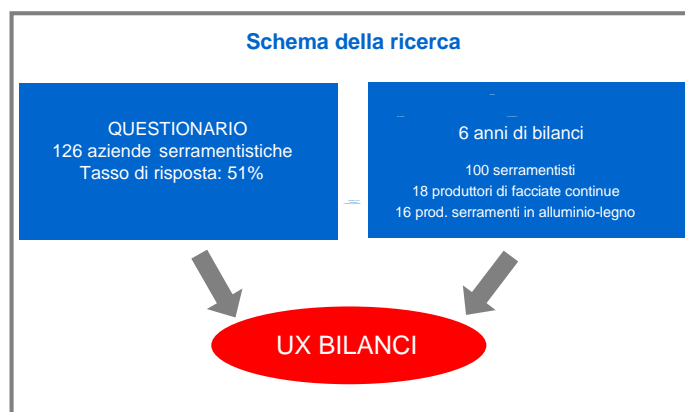 Schema della ricerca
QUESTIONARIO
126 aziende serramentistiche
Tasso di risposta: 51%
6 anni di bilanci
100 serramentisti
18 produttori di facciate continue
16 prod. serramenti in alluminio-legno
UX BILANCI